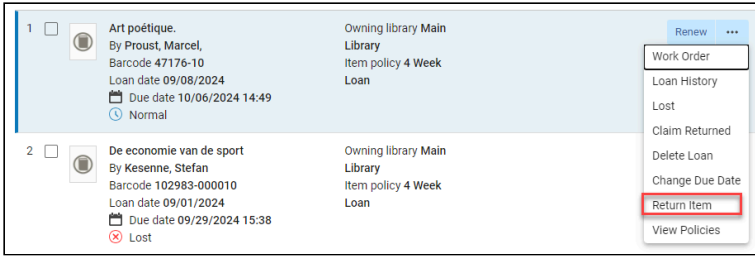 1
Art poétique.
By Proust, Marcel,
Barcode 47176-10
Loan date 09/08/2024
Due date 10/06/2024 14:49
Normal
Owning library Main
Library
Item policy 4 Week
Loan
Renew •••
Work Order
Loan History
Lost
Claim Returned
Delete Loan
Change Due Date
Return Item
View Policies
2
De economie van de sport
By Kesenne, Stefan
Barcode 102983-000010
Loan date 09/01/2024
Due date 09/29/2024 15:38
Lost
Owning library Main
Library
Item policy 4 Week
Loan